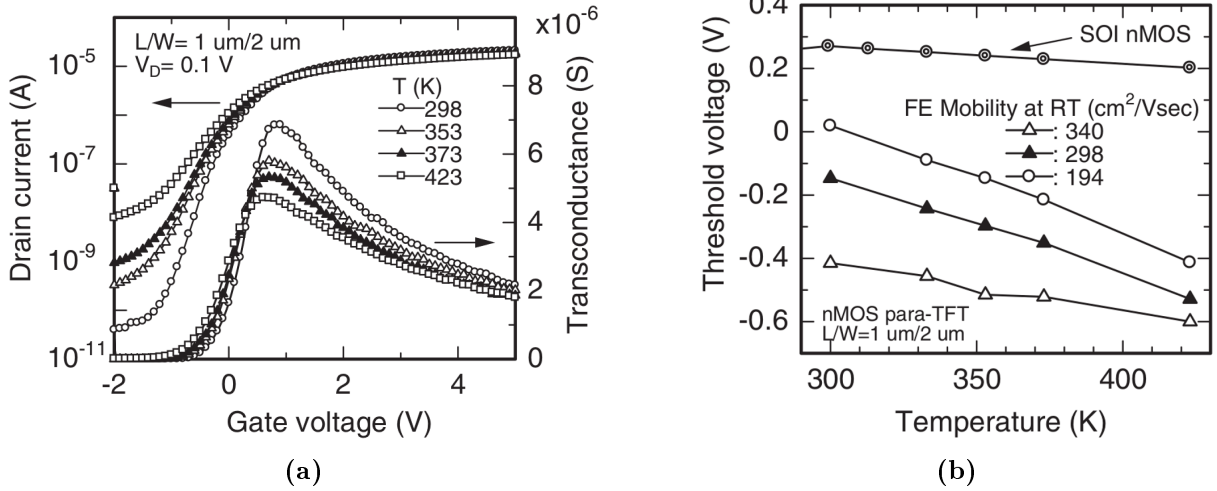 x10-6
L/W= 1 um/2 um
VD= 0.1 V
T (K)
298
353
373
423
10-5
10-7
10-9
10-11
Drain current (A)
8
6
4
2
0
Transconductance (S)
-2
0
2
4
Gate voltage (V)
(a)
0.4
0.2
0
-0.2
-0.4
-0.6
Threshold voltage (V)
SOI nMOS
FE Mobility at RT (cm2/Vsec)
: 340
: 298
: 194
nMOS para-TFT
L/W=1 um/2 um
300
350
400
Temperature (K)
(b)